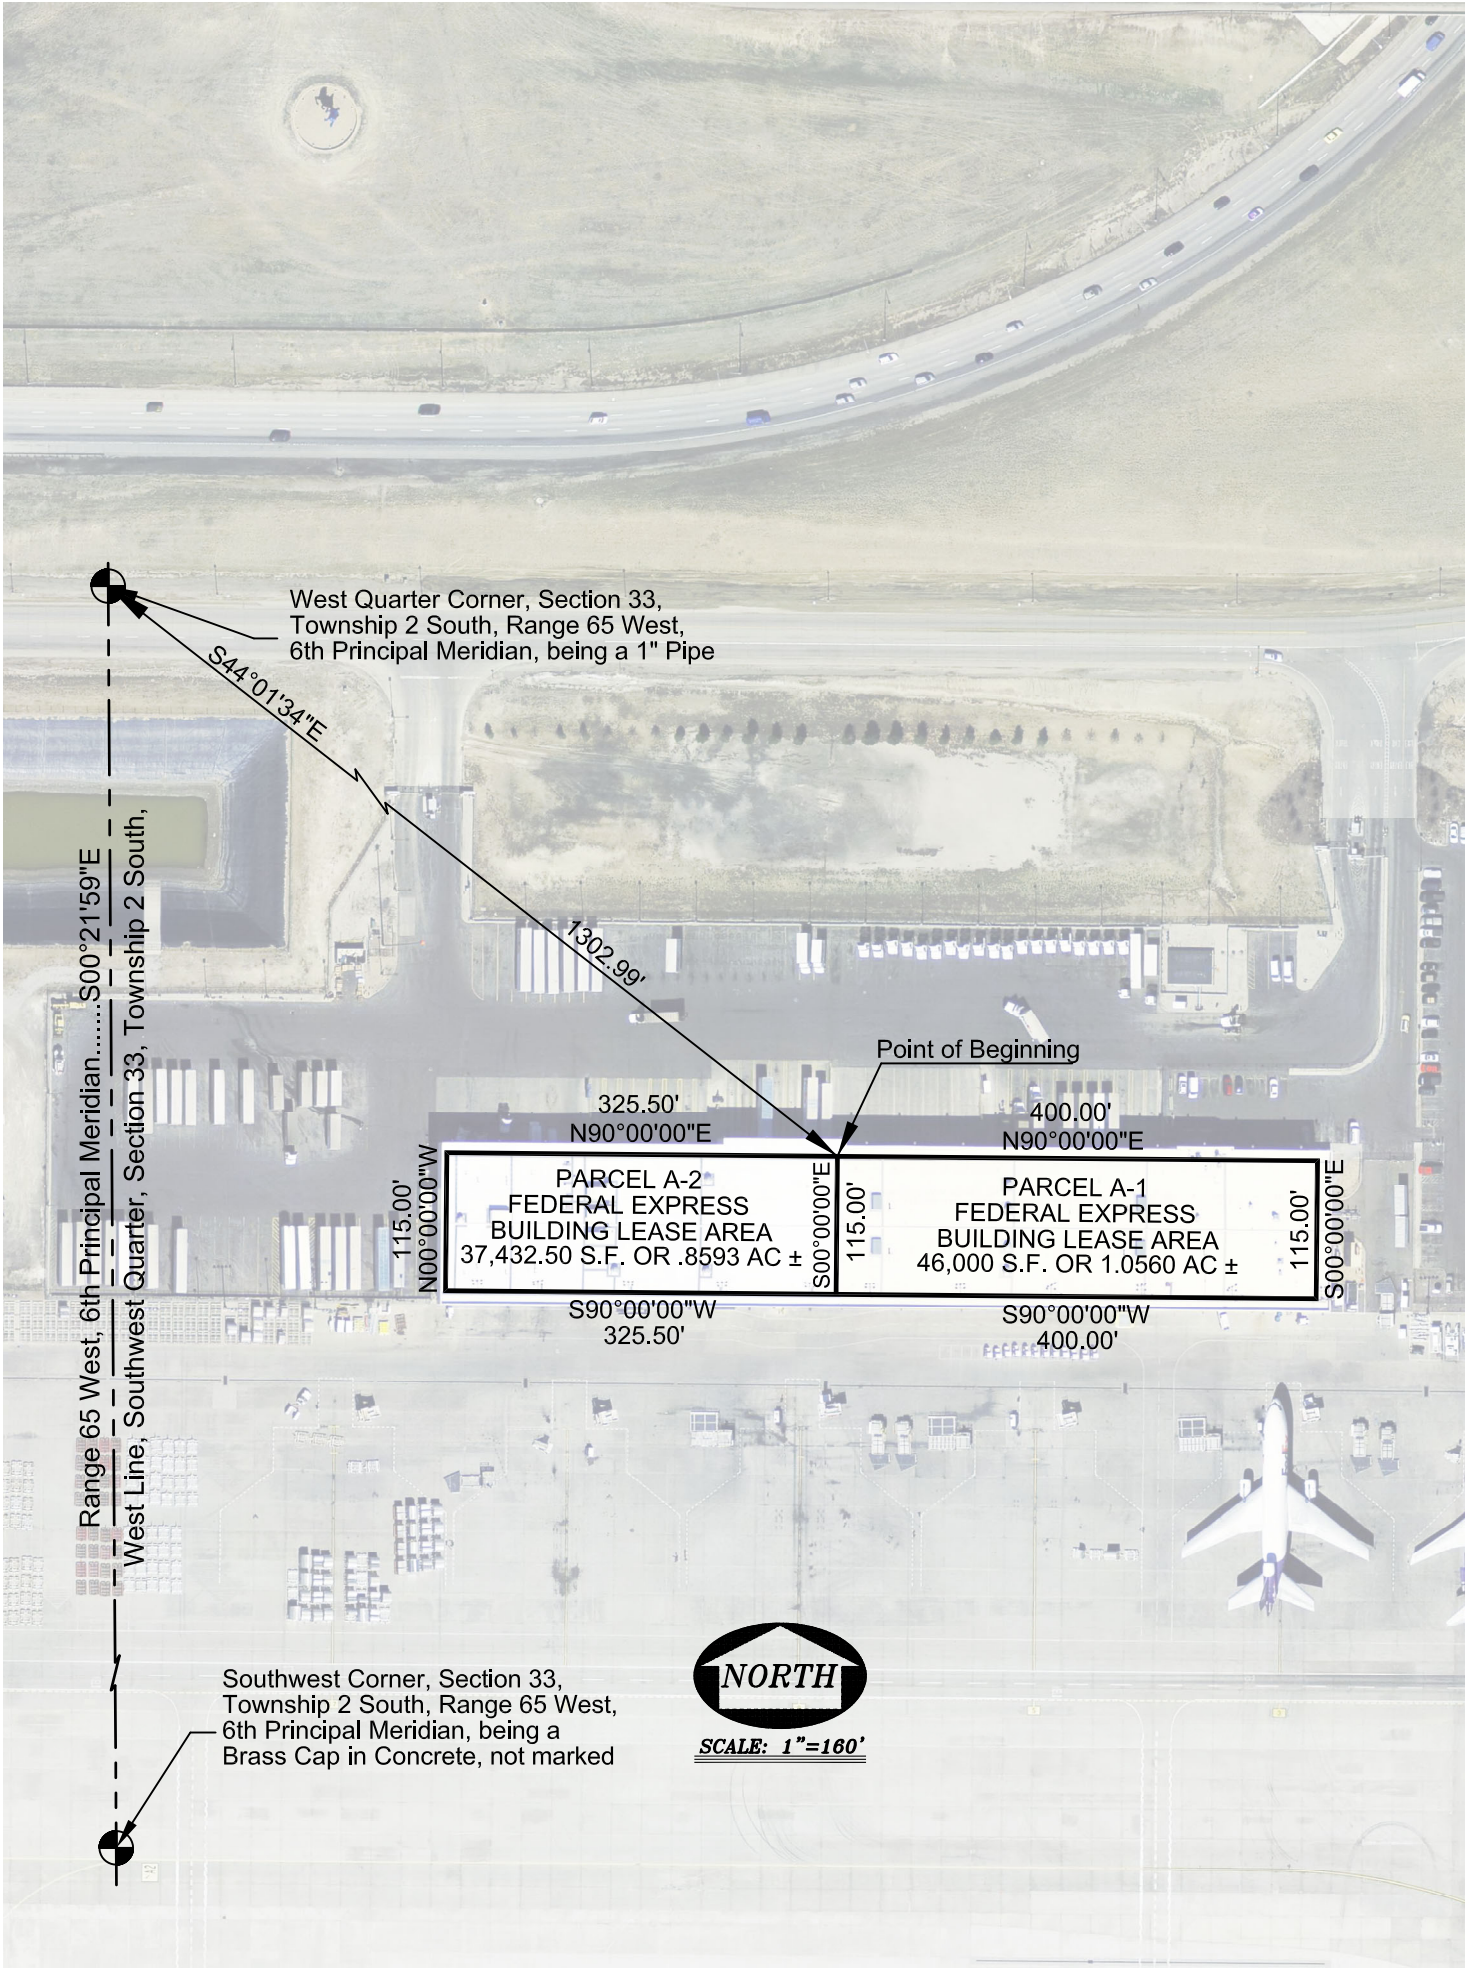 West Quarter Corner, Section 33,
Township 2 South, Range 65 West,
6th Principal Meridian, being a 1" Pipe
S44°01'34"E
1302.99'
Range 65 West, 6th Principal Meridian.......S00°21'59"E
West Line, Southwest Quarter, Section 33, Township 2 South,
Point of Beginning
325.50'
N90°00'00"E
400.00'
N90°00'00"E
115.00'
N00°00'00"W
PARCEL A-2
FEDERAL EXPRESS
BUILDING LEASE AREA
37,432.50 S.F. OR .8593 AC ±
S00°00'00"E
115.00'
PARCEL A-1
FEDERAL EXPRESS
BUILDING LEASE AREA
46,000 S.F. OR 1.0560 AC ±
115.00'
S00°00'00"E
S90°00'00"W
325.50'
S90°00'00"W
400.00'
Southwest Corner, Section 33,
Township 2 South, Range 65 West,
6th Principal Meridian, being a
Brass Cap in Concrete, not marked
NORTH
SCALE: 1"=160'